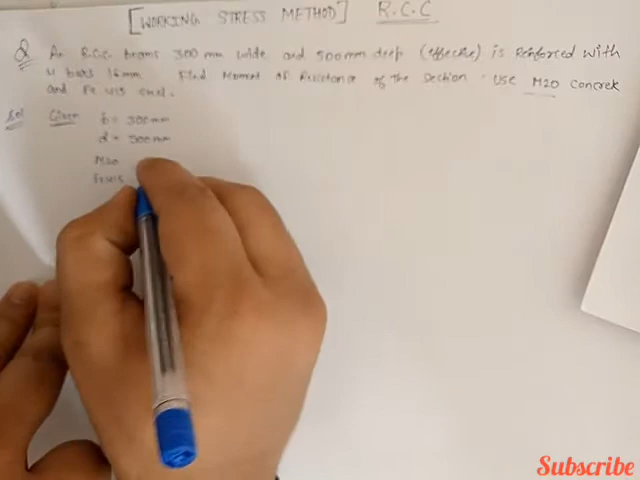 [WORKING STRESS METHOD] R.C.C
Q An R.C.C. beams 300 mm wide and 500 mm deep (effective) is Reinforced with
4 bars 16 mm Find Moment of Resistance of the section. Use M20 Concrete
and Fe 415 steel.
Sol Given b = 300 mm
d = 500 mm
M20
Fe 415
Subscribe